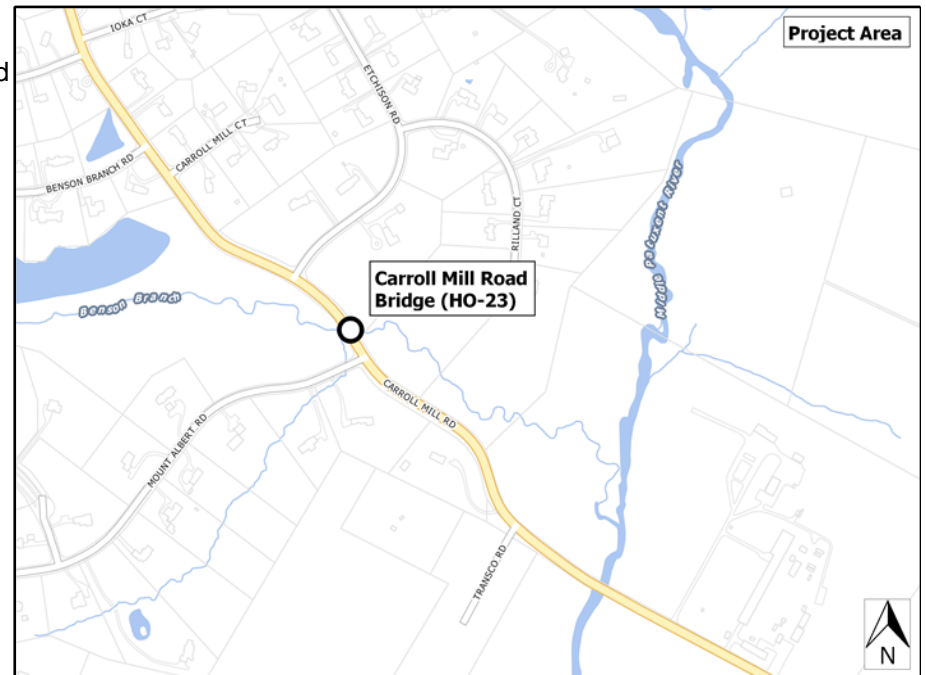 IOKA CT
Project Area
d
ETCHISON RD
CARROLL MILL CT
BENSON BRANCH RD
Middle Patuxent River
RILLAND CT
Carroll Mill Road
Bridge (HO-23)
Benson Branch
CARROLL MILL RD
MOUNT ALBERT RD
TRANSCO RD
N